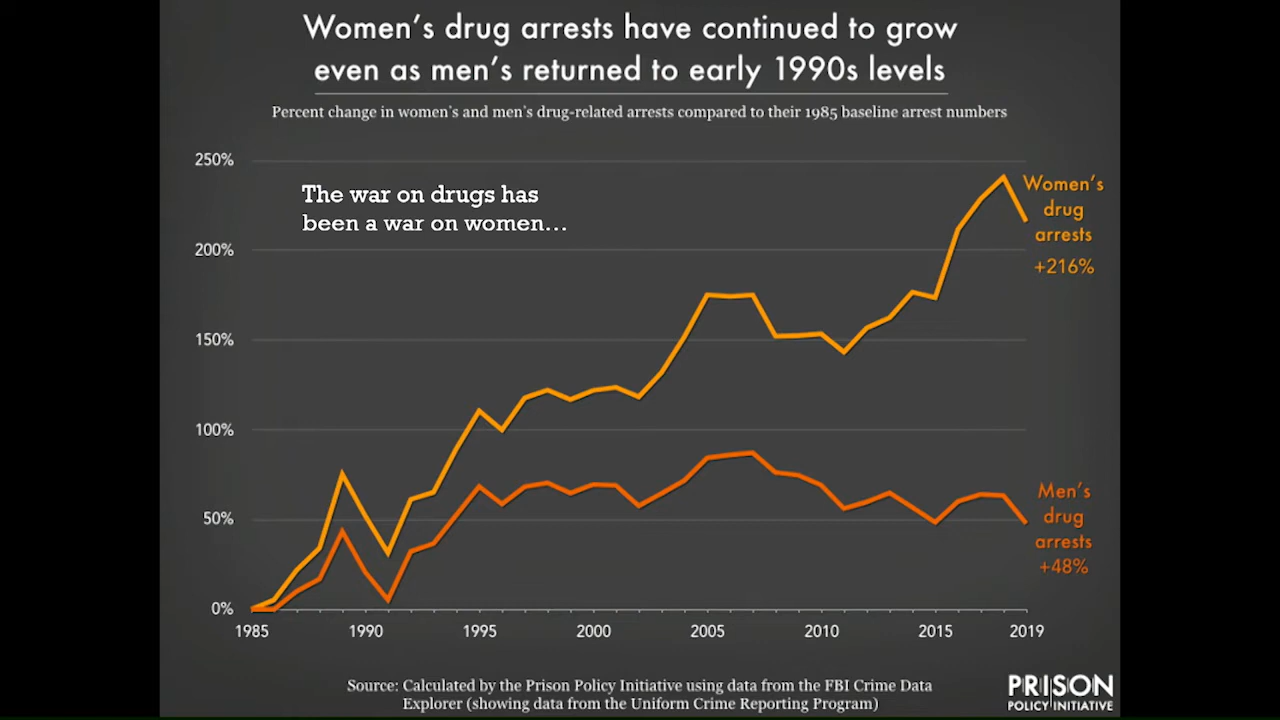 Women's drug arrests have continued to grow
even as men's returned to early 1990s levels
Percent change in women's and men's drug-related arrests compared to their 1985 baseline arrest numbers
250%
The war on drugs has
been a war on women...
Women's
drug
arrests
+216%
200%
150%
100%
50%
Men's
drug
arrests
+48%
0%
1985 1990 1995 2000 2005 2010 2015 2019
Source: Calculated by the Prison Policy Initiative using data from the FBI Crime Data
Explorer (showing data from the Uniform Crime Reporting Program)
PRISON
POLICY INITIATIVE